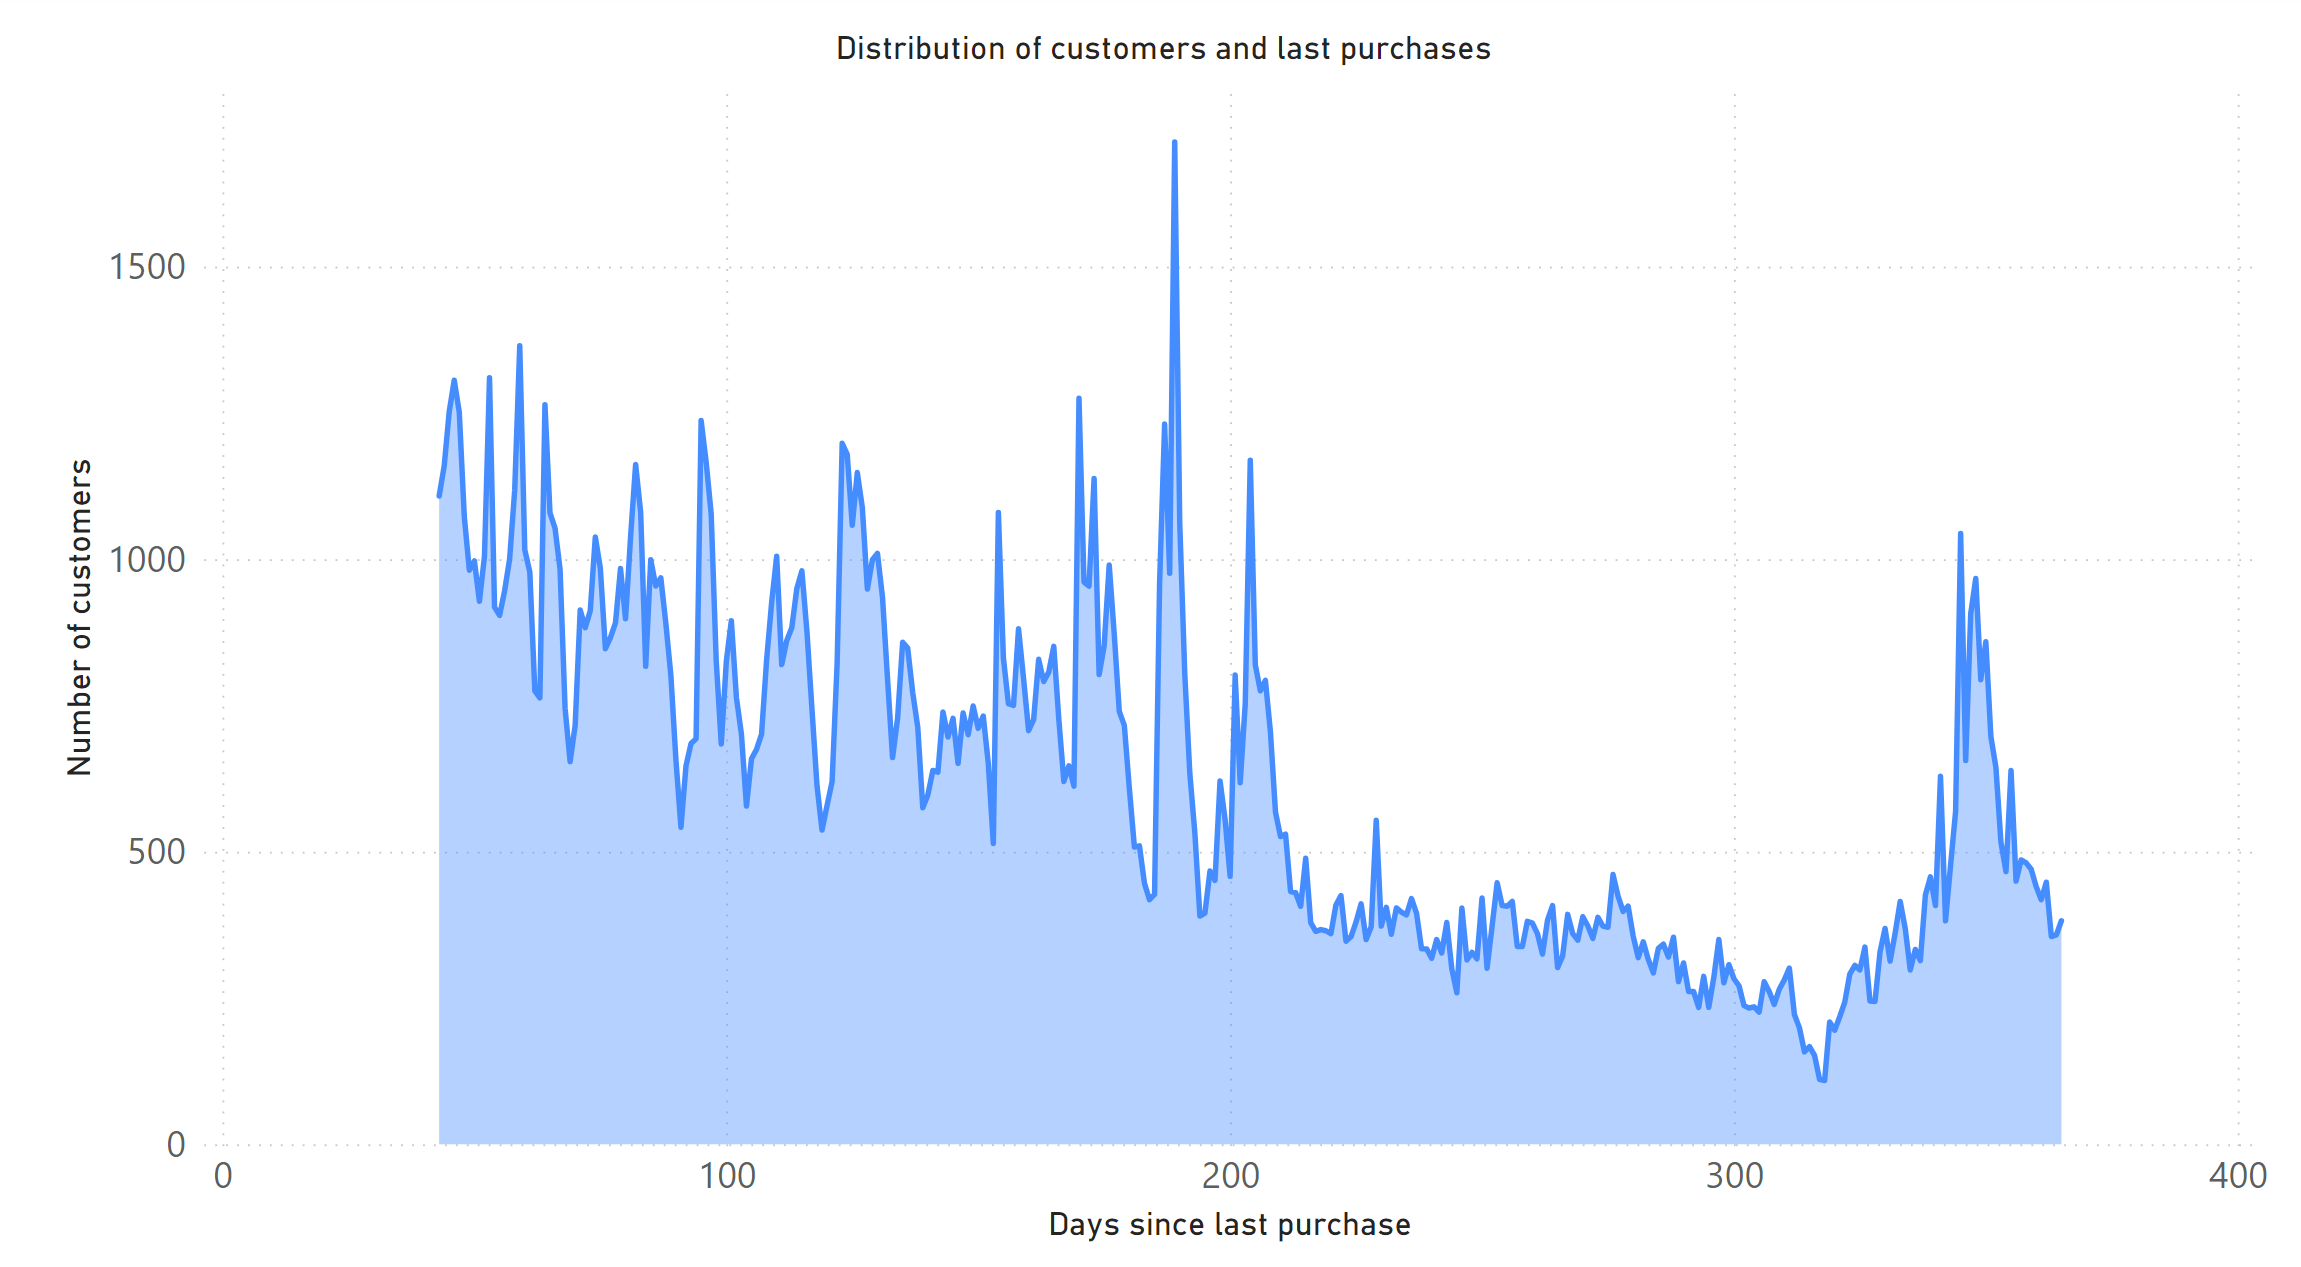 Distribution of customers and last purchases
1500
1000
500
0
Number of customers
0 100 200 300 400
Days since last purchase